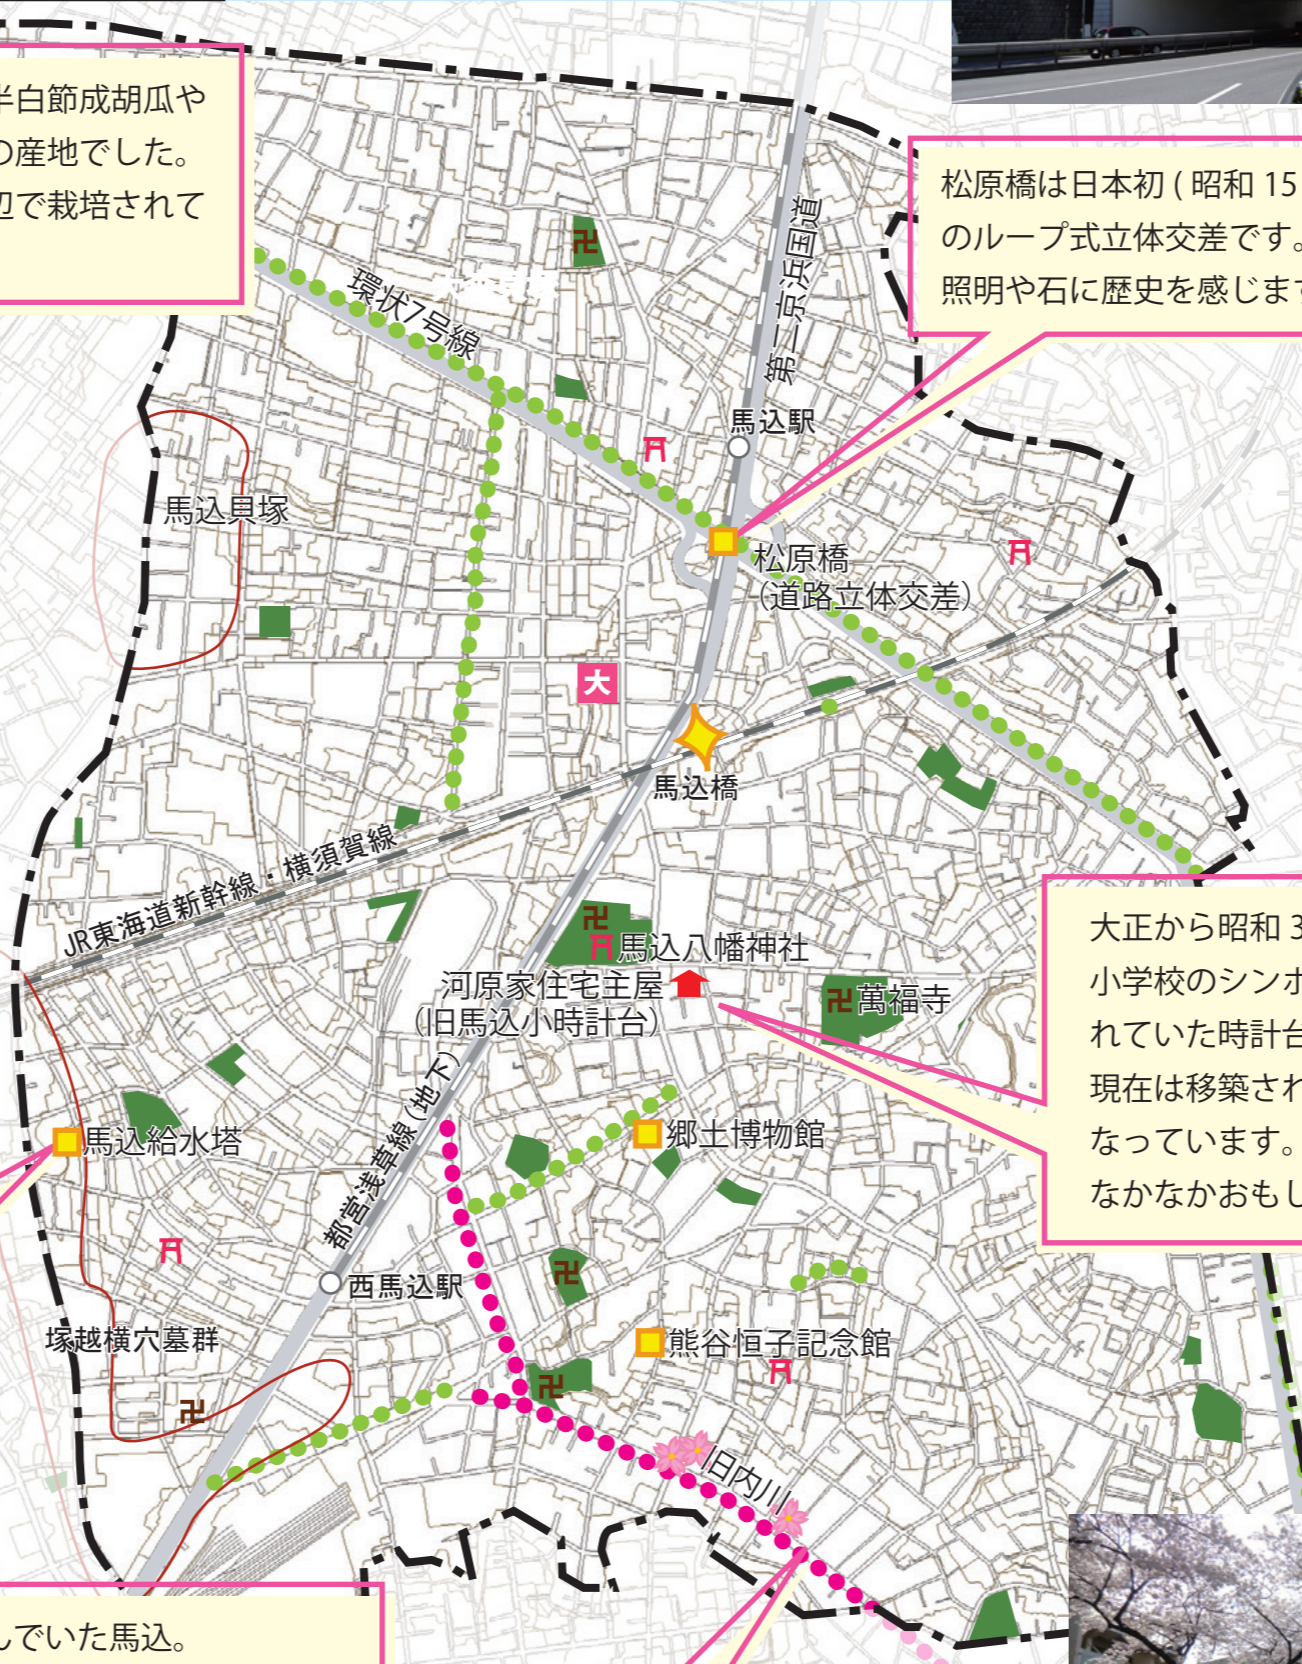 半白節成胡瓜や
の産地でした。
辺で栽培されて
松原橋は日本初 ( 昭和 15
のループ式立体交差です。
照明や石に歴史を感じます
第二京浜国道
環状7号線
馬込駅
馬込貝塚
松原橋
（道路立体交差）
大
馬込橋
JR東海道新幹線・横須賀線
大正から昭和 3
小学校のシンボ
れていた時計台
現在は移築され
なっています。
なかなかおもし
馬込八幡神社
河原家住宅主屋
（旧馬込小時計台）
萬福寺
都営浅草線（地下）
馬込給水塔
郷土博物館
西馬込駅
塚越横穴墓群
熊谷恒子記念館
旧内川
んでいた馬込。